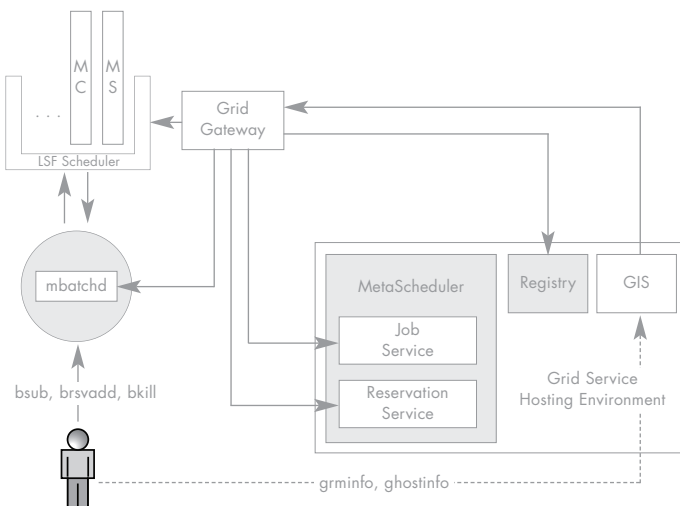 M
C
M
S
. . .
LSF Scheduler
Grid
Gateway
mbatchd
MetaScheduler
Registry
GIS
Job
Service
Reservation
Service
Grid Service
Hosting Environment
bsub, brsvadd, bkill
grminfo, ghostinfo